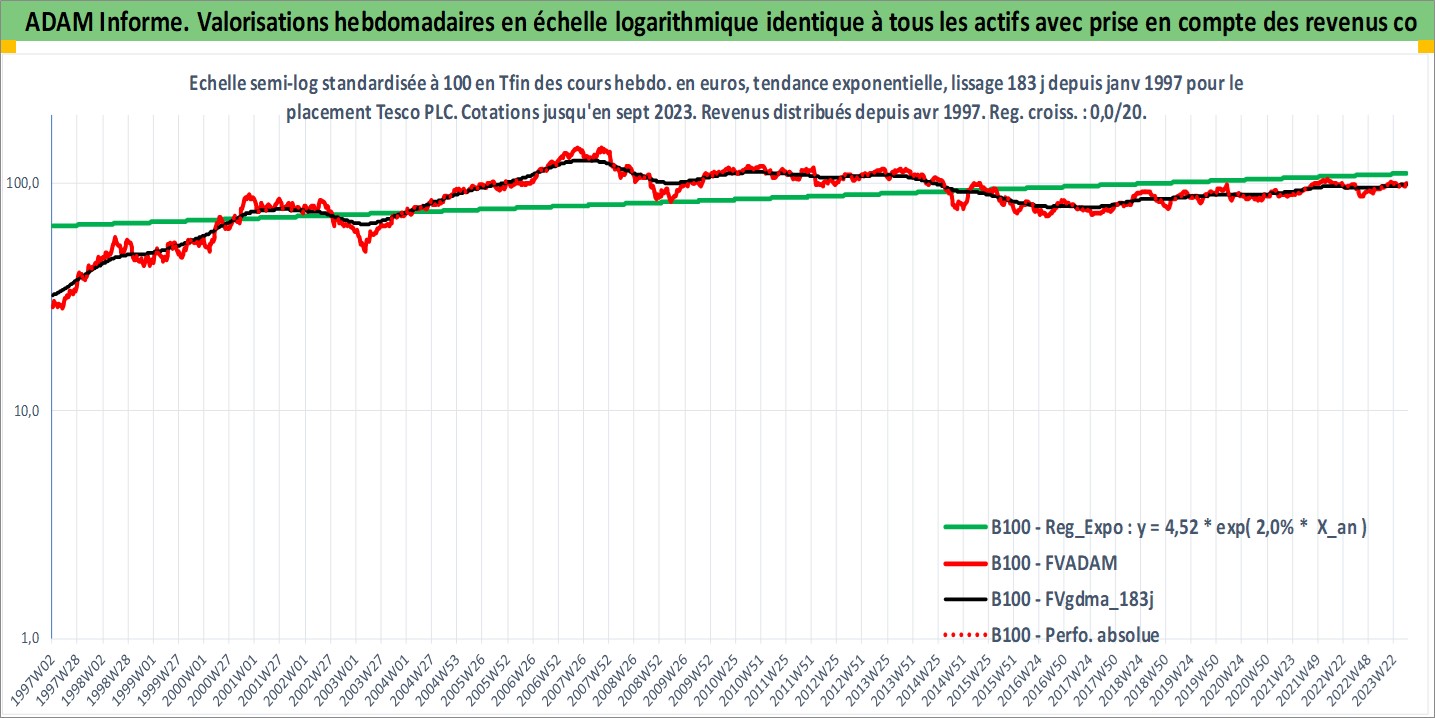 ADAM Informe. Valorisations hebdomadaires en échelle logarithmique identique à tous les actifs avec prise en compte des revenus co
Echelle semi-log standardisée à 100 en Tfin des cours hebdo. en euros, tendance exponentielle, lissage 183 j depuis janv 1997 pour le
placement Tesco PLC. Cotations jusqu'en sept 2023. Revenus distribués depuis avr 1997. Reg. croiss. : 0,0/20.
100,0
10,0
1,0
B100 - Reg_Expo : y = 4,52 * exp( 2,0% * X_an )
B100 - FVADAM
B100 - FVgdma_183j
B100 - Perfo. absolue
1997W02
1997W28
1998W02
1998W28
1999W01
1999W27
2000W01
2000W27
2001W01
2001W27
2002W01
2002W27
2003W01
2003W27
2004W01
2004W27
2004W53
2005W26
2005W52
2006W26
2006W52
2007W26
2007W52
2008W26
2008W52
2009W26
2009W52
2010W25
2010W51
2011W25
2011W51
2012W25
2012W51
2013W25
2013W51
2014W25
2014W51
2015W25
2015W51
2016W24
2016W50
2017W24
2017W50
2018W24
2018W50
2019W24
2019W50
2020W24
2020W50
2021W23
2021W49
2022W22
2022W48
2023W22